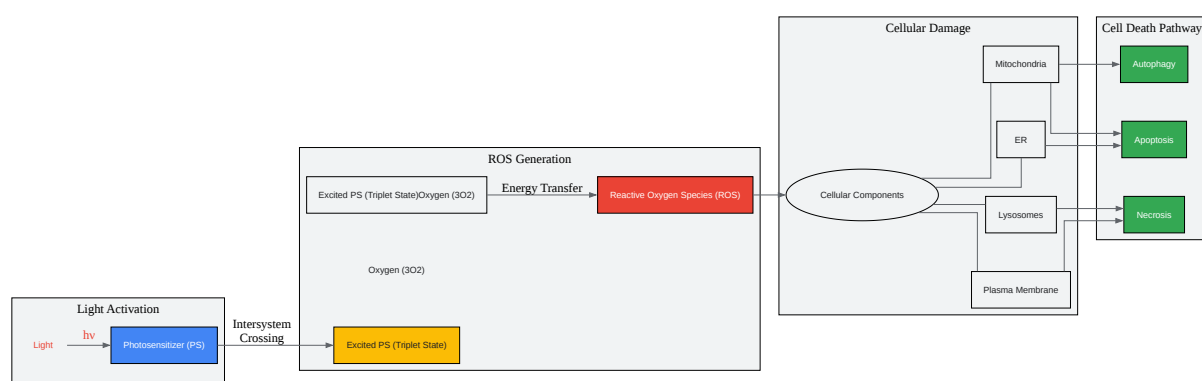 Cellular Damage
Cell Death Pathway
Mitochondria
Autophagy
ER
Apoptosis
ROS Generation
Excited PS (Triplet State)Oxygen (3O2)
Energy Transfer
Reactive Oxygen Species (ROS)
Cellular Components
Lysosomes
Necrosis
Oxygen (3O2)
Plasma Membrane
Light Activation
Light
hν
Photosensitizer (PS)
Intersystem
Crossing
Excited PS (Triplet State)